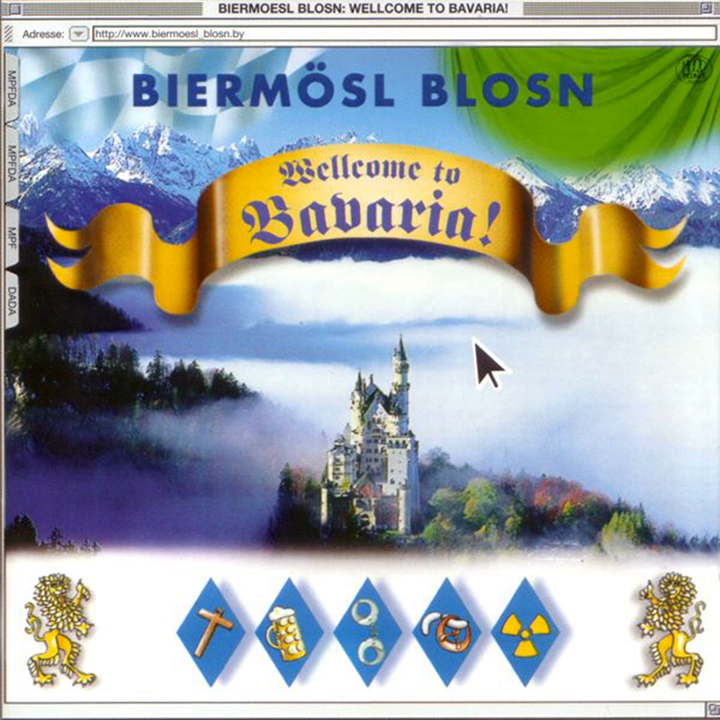 BIERMOESL BLOSN: WELLCOME TO BAVARIA!
Adresse: http://www.biermoesl_blosn.by
BIERMÖSL BLOSN
Wellcome to
Bavaria!
MPFDA
MPFDA
MPF
DADA